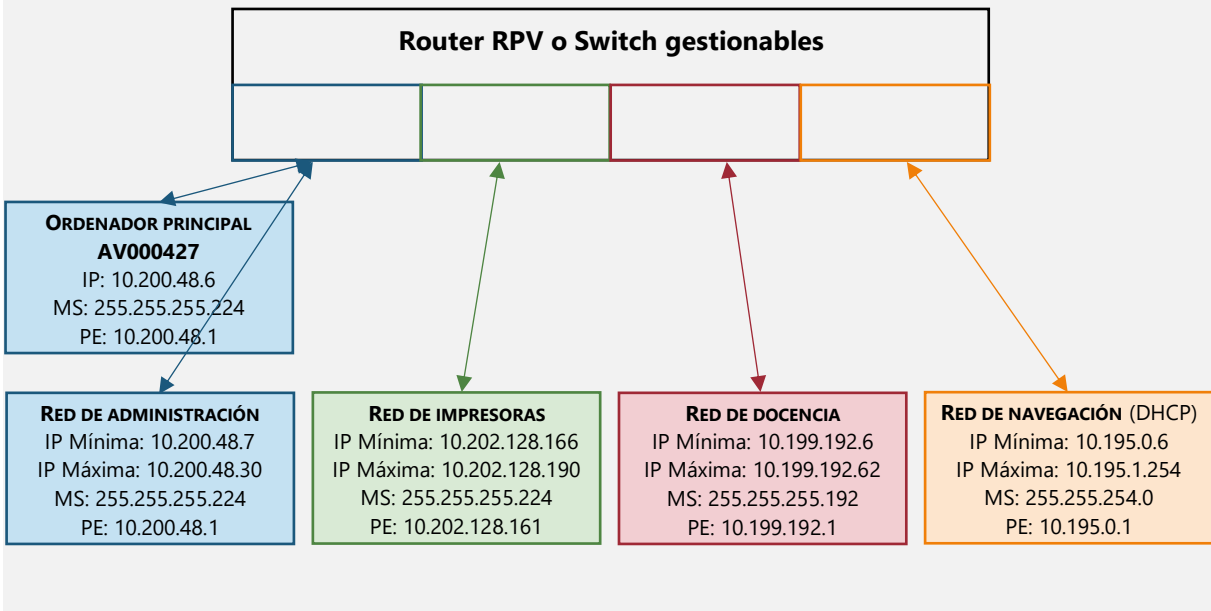 Router RPV o Switch gestionables
ORDENADOR PRINCIPAL
AV000427
IP: 10.200.48.6
MS: 255.255.255.224
PE: 10.200.48.1
RED DE ADMINISTRACIÓN
IP Mínima: 10.200.48.7
IP Máxima: 10.200.48.30
MS: 255.255.255.224
PE: 10.200.48.1
RED DE IMPRESORAS
IP Mínima: 10.202.128.166
IP Máxima: 10.202.128.190
MS: 255.255.255.224
PE: 10.202.128.161
RED DE DOCENCIA
IP Mínima: 10.199.192.6
IP Máxima: 10.199.192.62
MS: 255.255.255.192
PE: 10.199.192.1
RED DE NAVEGACIÓN (DHCP)
IP Mínima: 10.195.0.6
IP Máxima: 10.195.1.254
MS: 255.255.254.0
PE: 10.195.0.1